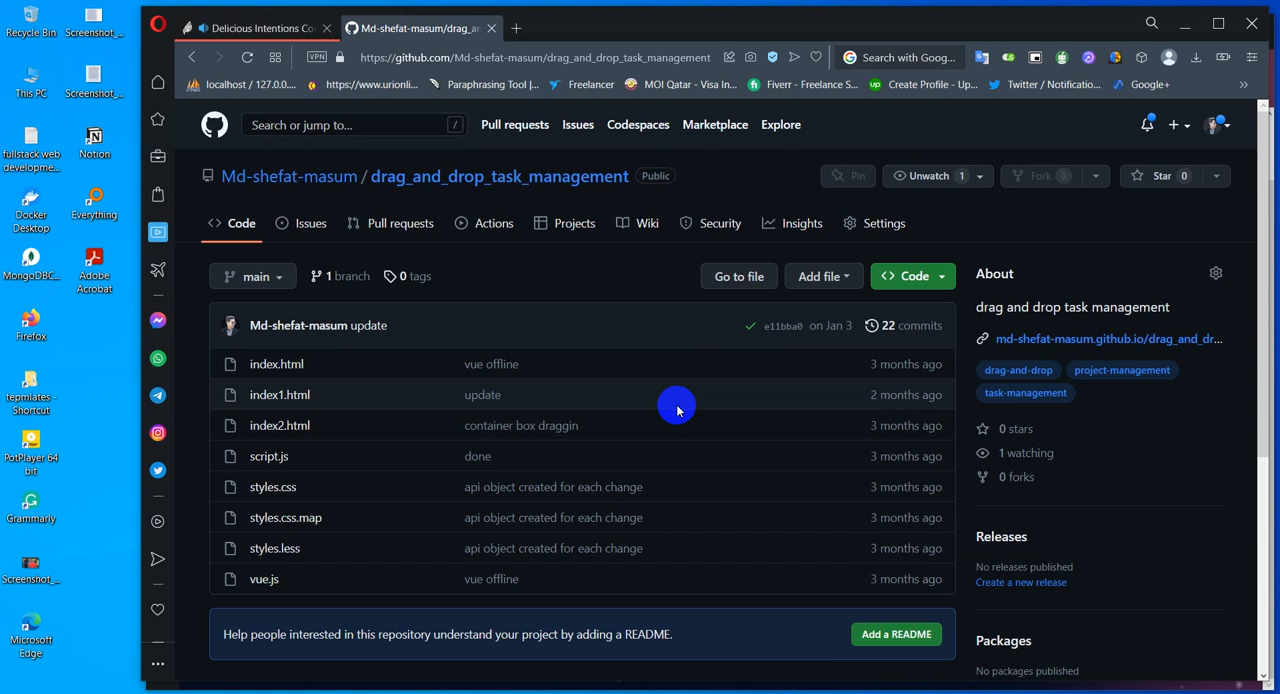 Recycle Bin
Screenshot_...
This PC
Screenshot_...
fullstack web
developme...
Notion
Docker
Desktop
Everything
MongoDBC...
Adobe
Acrobat
Firefox
tepmlates -
Shortcut
PotPlayer 64
bit
Grammarly
Screenshot_...
Microsoft
Edge
Delicious Intentions Co
Md-shefat-masum/drag_an
VPN
https://github.com/Md-shefat-masum/drag_and_drop_task_management
Search with Goog...
localhost / 127.0.0....
https://www.urionli...
Paraphrasing Tool |...
Freelancer
MOI Qatar - Visa In...
Fiverr - Freelance S...
Create Profile - Up...
Twitter / Notificatio...
Google+
Search or jump to...
/
Pull requests
Issues
Codespaces
Marketplace
Explore
Md-shefat-masum / drag_and_drop_task_management
Public
Pin
Unwatch 1
Fork 0
Star 0
Code
Issues
Pull requests
Actions
Projects
Wiki
Security
Insights
Settings
main
1 branch
0 tags
Go to file
Add file
Code
Md-shefat-masum update
e11bba0 on Jan 3
22 commits
index.html
vue offline
3 months ago
index1.html
update
2 months ago
index2.html
container box draggin
3 months ago
script.js
done
3 months ago
styles.css
api object created for each change
3 months ago
styles.css.map
api object created for each change
3 months ago
styles.less
api object created for each change
3 months ago
vue.js
vue offline
3 months ago
Help people interested in this repository understand your project by adding a README.
Add a README
About
drag and drop task management
md-shefat-masum.github.io/drag_and_dr...
drag-and-drop
project-management
task-management
0 stars
1 watching
0 forks
Releases
No releases published
Create a new release
Packages
No packages published